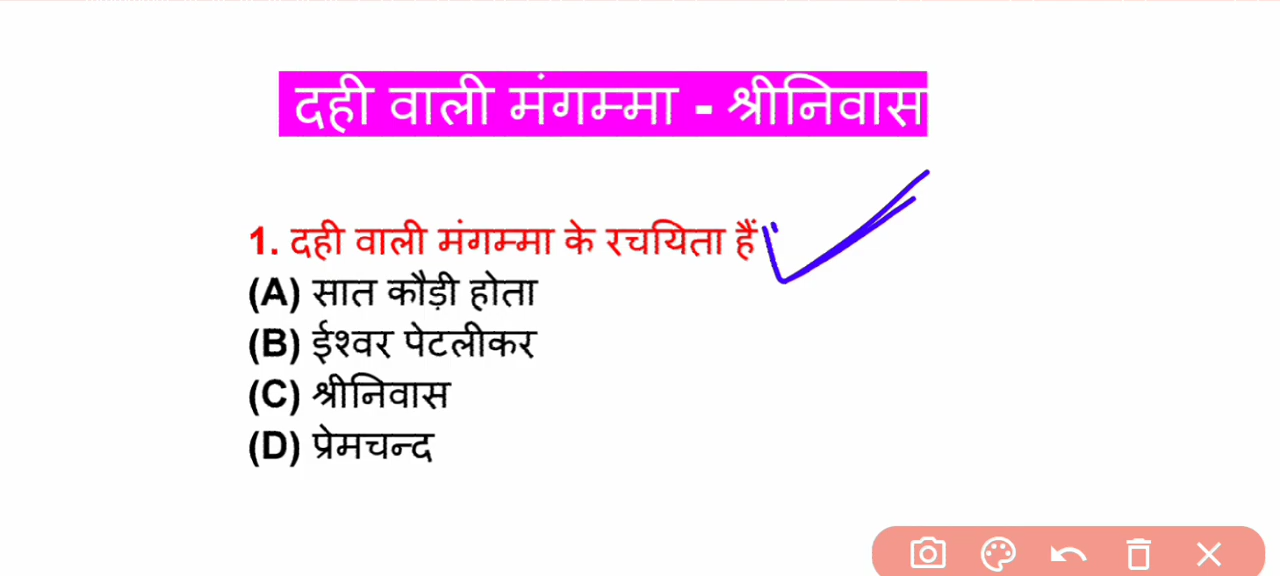 दही वाली मंगम्मा - श्रीनिवास
1. दही वाली मंगम्मा के रचयिता हैं
(A) सात कौड़ी होता
(B) ईश्वर पेटलीकर
(C) श्रीनिवास
(D) प्रेमचन्द